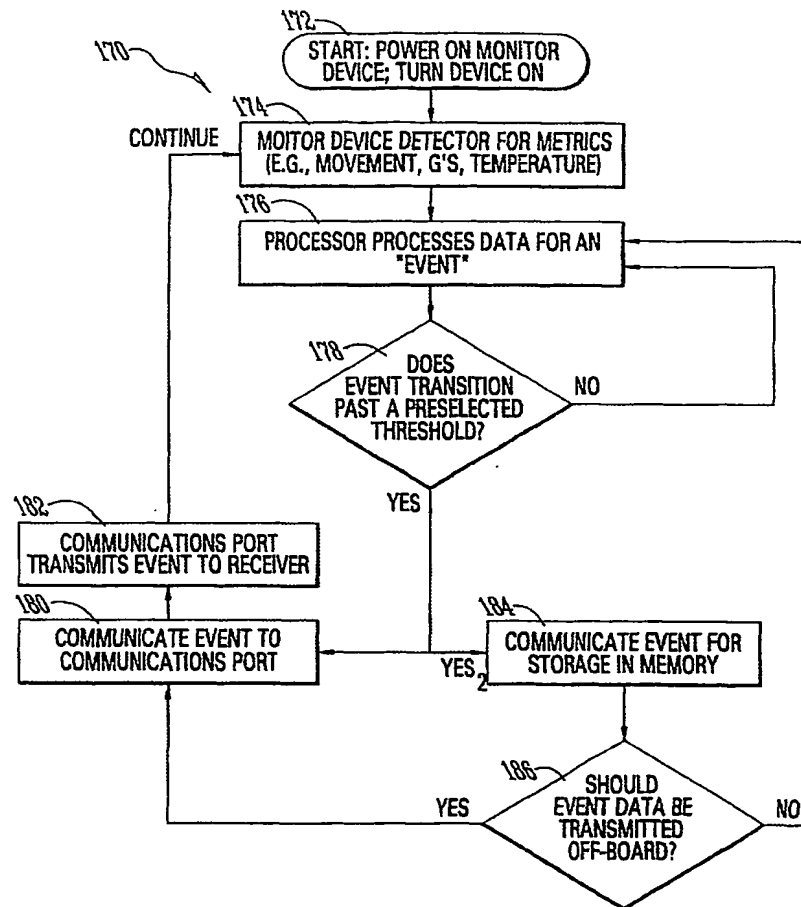 172
START: POWER ON MONITOR
DEVICE; TURN DEVICE ON
170
174
CONTINUE
MOITOR DEVICE DETECTOR FOR METRICS
(E.G., MOVEMENT, G'S, TEMPERATURE)
176
PROCESSOR PROCESSES DATA FOR AN
"EVENT"
178
DOES
EVENT TRANSITION
PAST A PRESELECTED
THRESHOLD?
NO
YES
182
COMMUNICATIONS PORT
TRANSMITS EVENT TO RECEIVER
180
COMMUNICATE EVENT TO
COMMUNICATIONS PORT
YES2
184
COMMUNICATE EVENT FOR
STORAGE IN MEMORY
186
SHOULD
EVENT DATA BE
TRANSMITTED
OFF-BOARD?
YES
NO